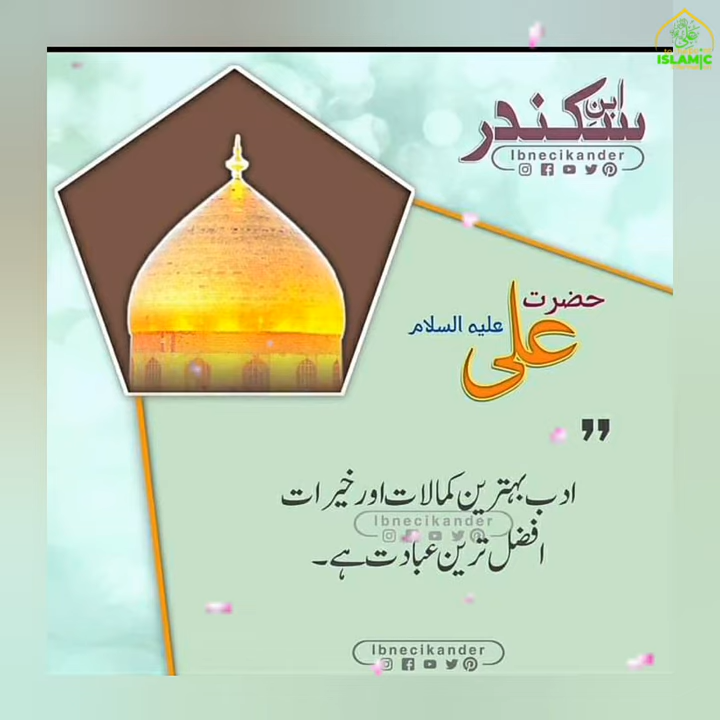 ISLAMIC
ابنِ سکندر
Ibnecikander
حضرت
علی علیہ السلام
"
ادب بہترین کمالات اور خیرات
Ibnecikander
افضل ترین عبادت ہے۔
Ibnecikander